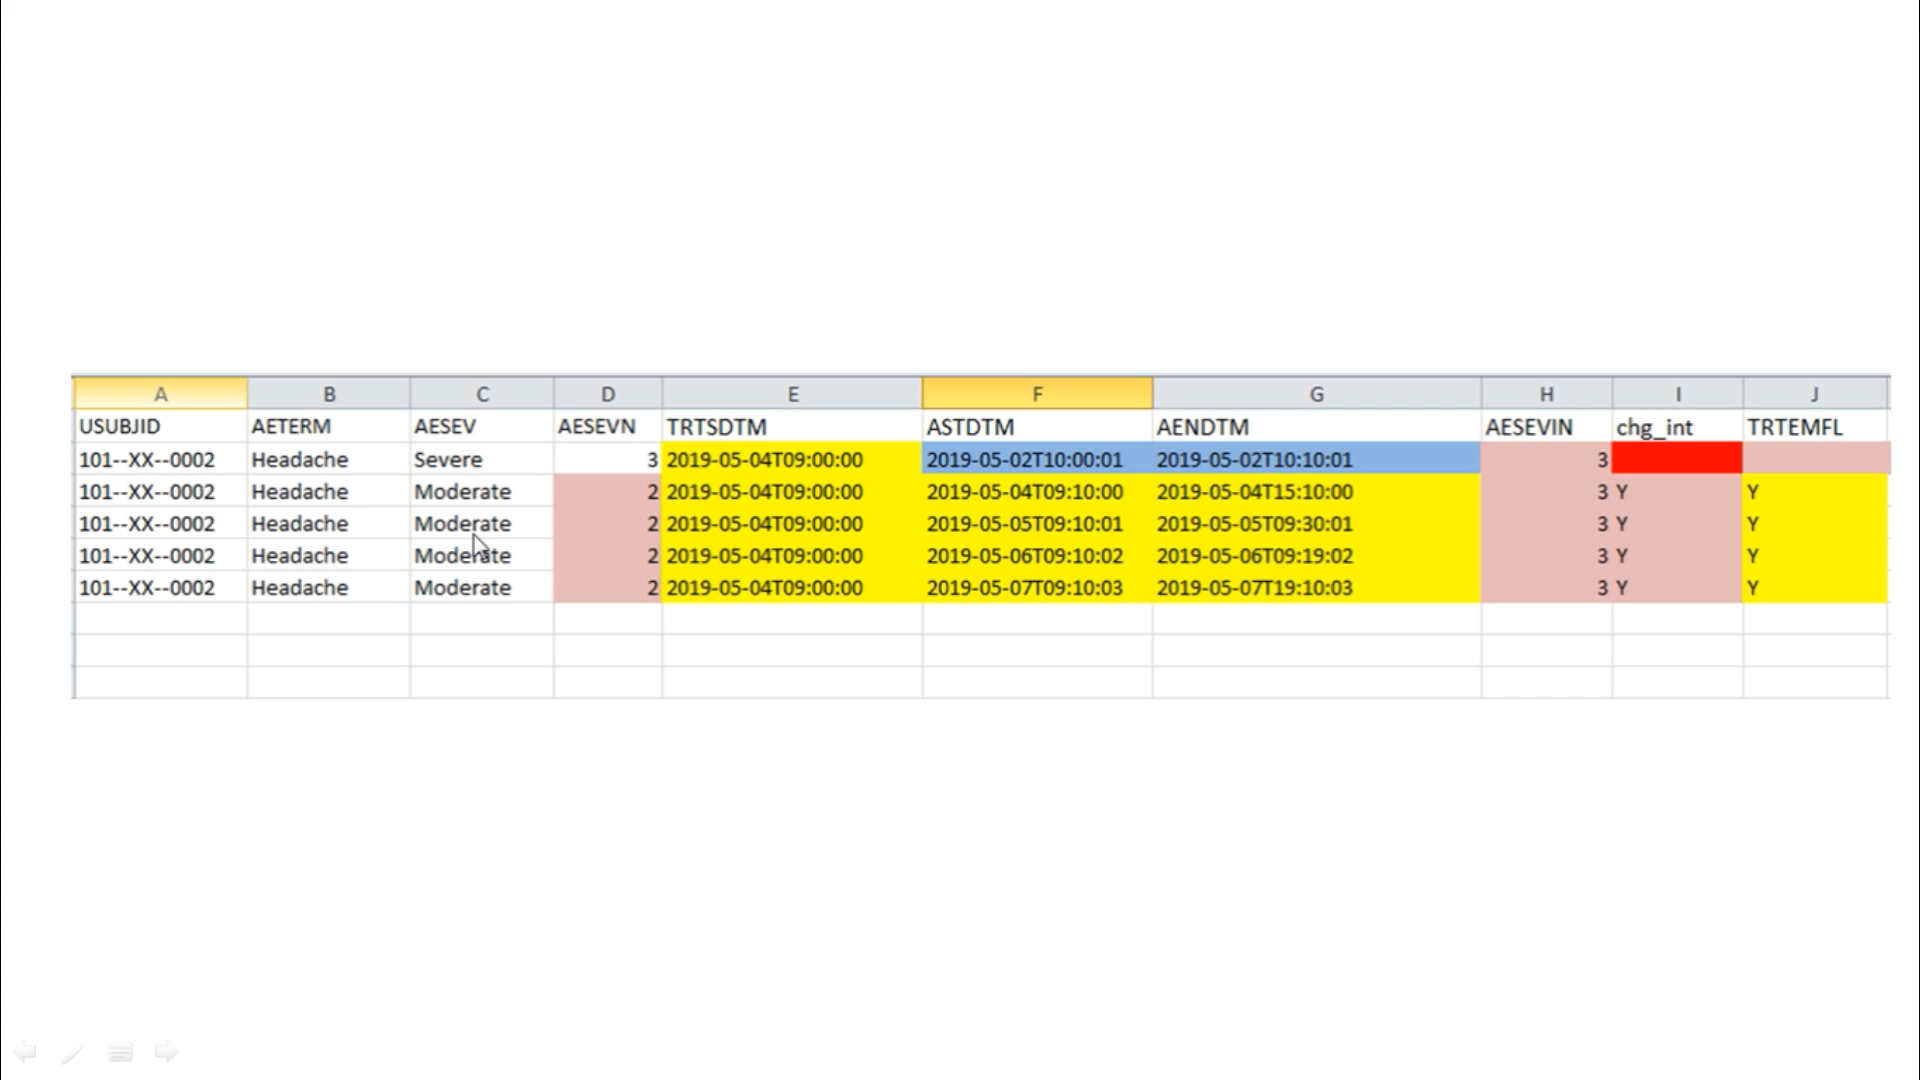 A B C D E F G H I J
USUBJID AETERM AESEV AESEVN TRTSDTM ASTDTM AENDTM AESEVIN chg_int TRTEMFL
101--XX--0002 Headache Severe 3 2019-05-04T09:00:00 2019-05-02T10:00:01 2019-05-02T10:10:01 3
101--XX--0002 Headache Moderate 2 2019-05-04T09:00:00 2019-05-04T09:10:00 2019-05-04T15:10:00 3 Y Y
101--XX--0002 Headache Moderate 2 2019-05-04T09:00:00 2019-05-05T09:10:01 2019-05-05T09:30:01 3 Y Y
101--XX--0002 Headache Moderate 2 2019-05-04T09:00:00 2019-05-06T09:10:02 2019-05-06T09:19:02 3 Y Y
101--XX--0002 Headache Moderate 2 2019-05-04T09:00:00 2019-05-07T09:10:03 2019-05-07T19:10:03 3 Y Y